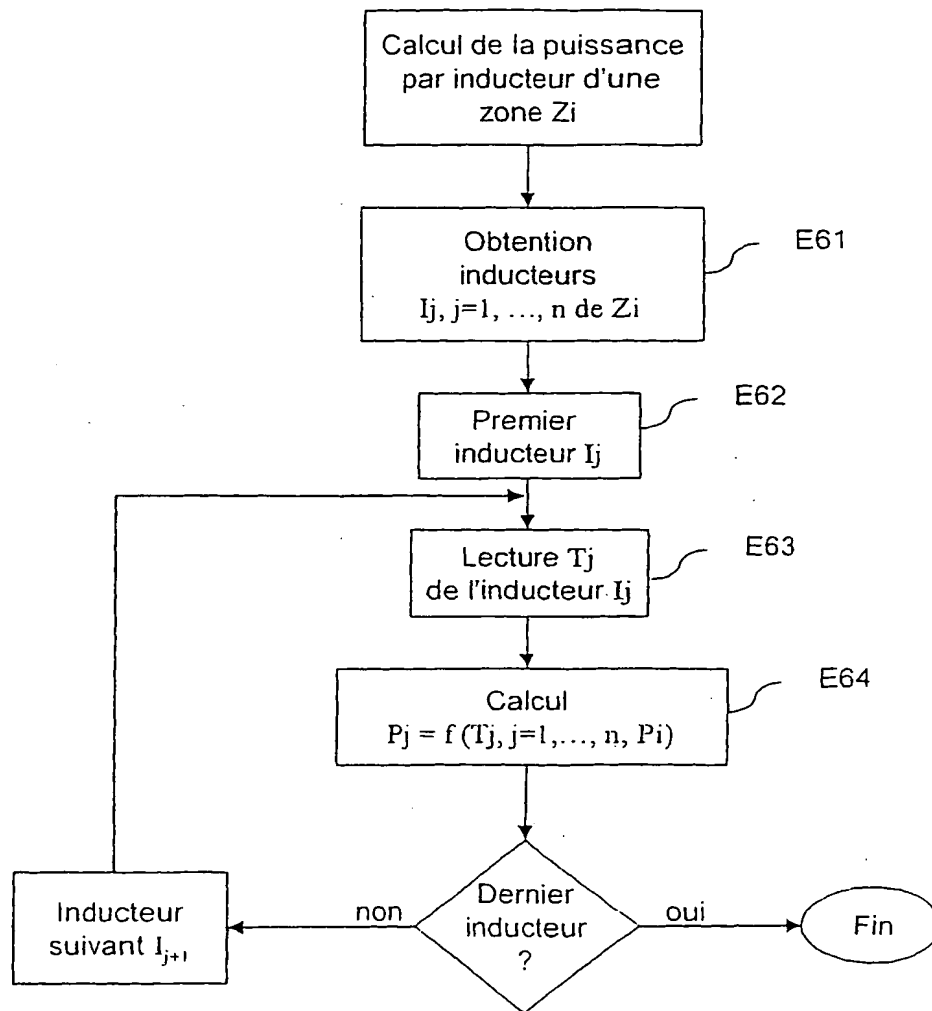 Calcul de la puissance
par inducteur d'une
zone Zi
Obtention
inducteurs
Ij, j=1, ..., n de Zi
E61
Premier
inducteur Ij
E62
Lecture Tj
de l'inducteur Ij
E63
Calcul
Pj = f (Tj, j=1,..., n, Pi)
E64
Dernier
inducteur
?
non
oui
Inducteur
suivant I_{j+1}
Fin